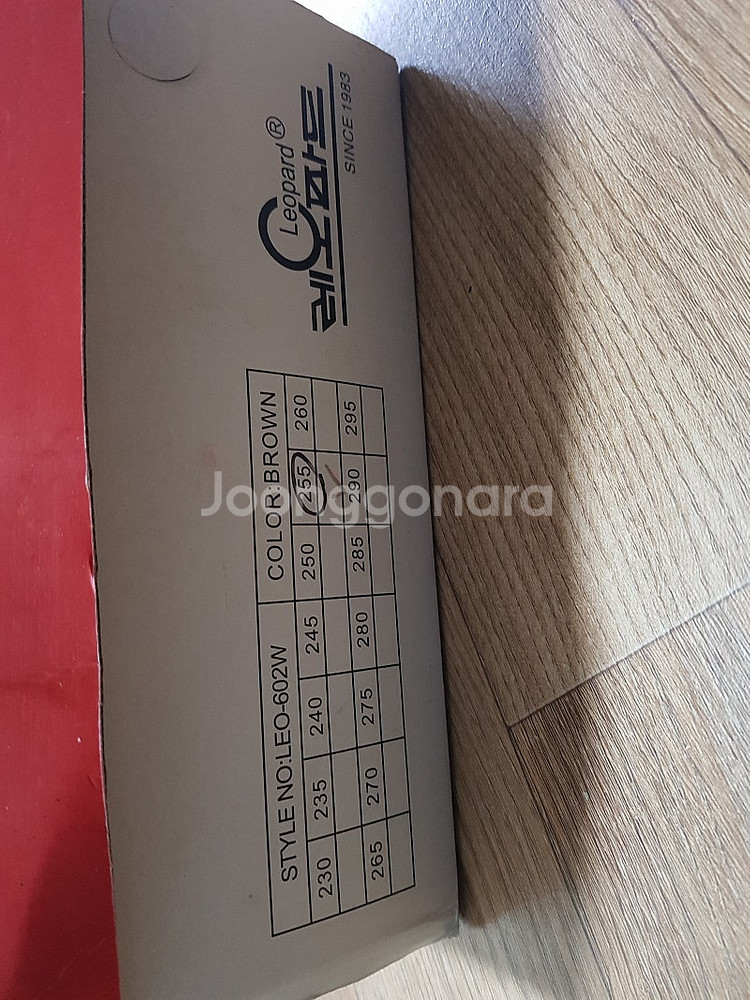 Leopard®
레오파드
SINCE 1983
STYLE NO:LEO-602W COLOR:BROWN
230 235 240 245 250 255 260
265 270 275 280 285 290 295
Joonggonara